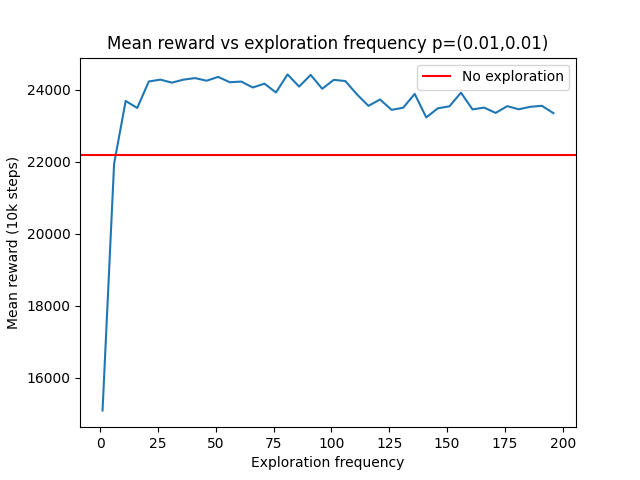 Mean reward vs exploration frequency p=(0.01,0.01)
No exploration
Mean reward (10k steps)
24000
22000
20000
18000
16000
0 25 50 75 100 125 150 175 200
Exploration frequency